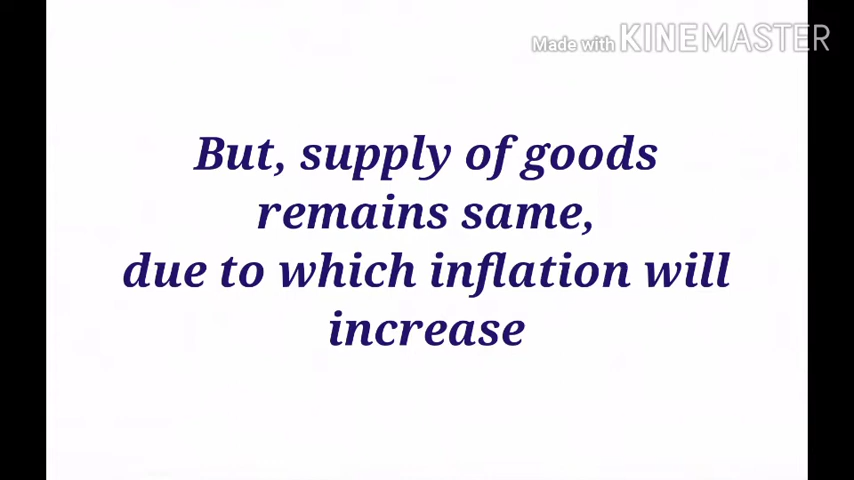 Made with KINEMASTER
But, supply of goods
remains same,
due to which inflation will
increase